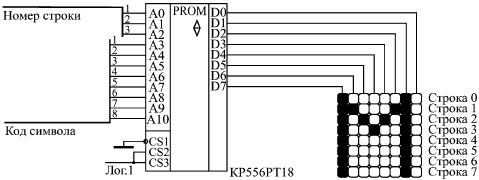 Номер строки
1
2
3
1
2
3
4
5
6
7
8
Код символа
Лог.1
A0
A1
A2
A3
A4
A5
A6
A7
A8
A9
A10
CS1
CS2
CS3
PROM
D0
D1
D2
D3
D4
D5
D6
D7
КР556РТ18
Строка 0
Строка 1
Строка 2
Строка 3
Строка 4
Строка 5
Строка 6
Строка 7